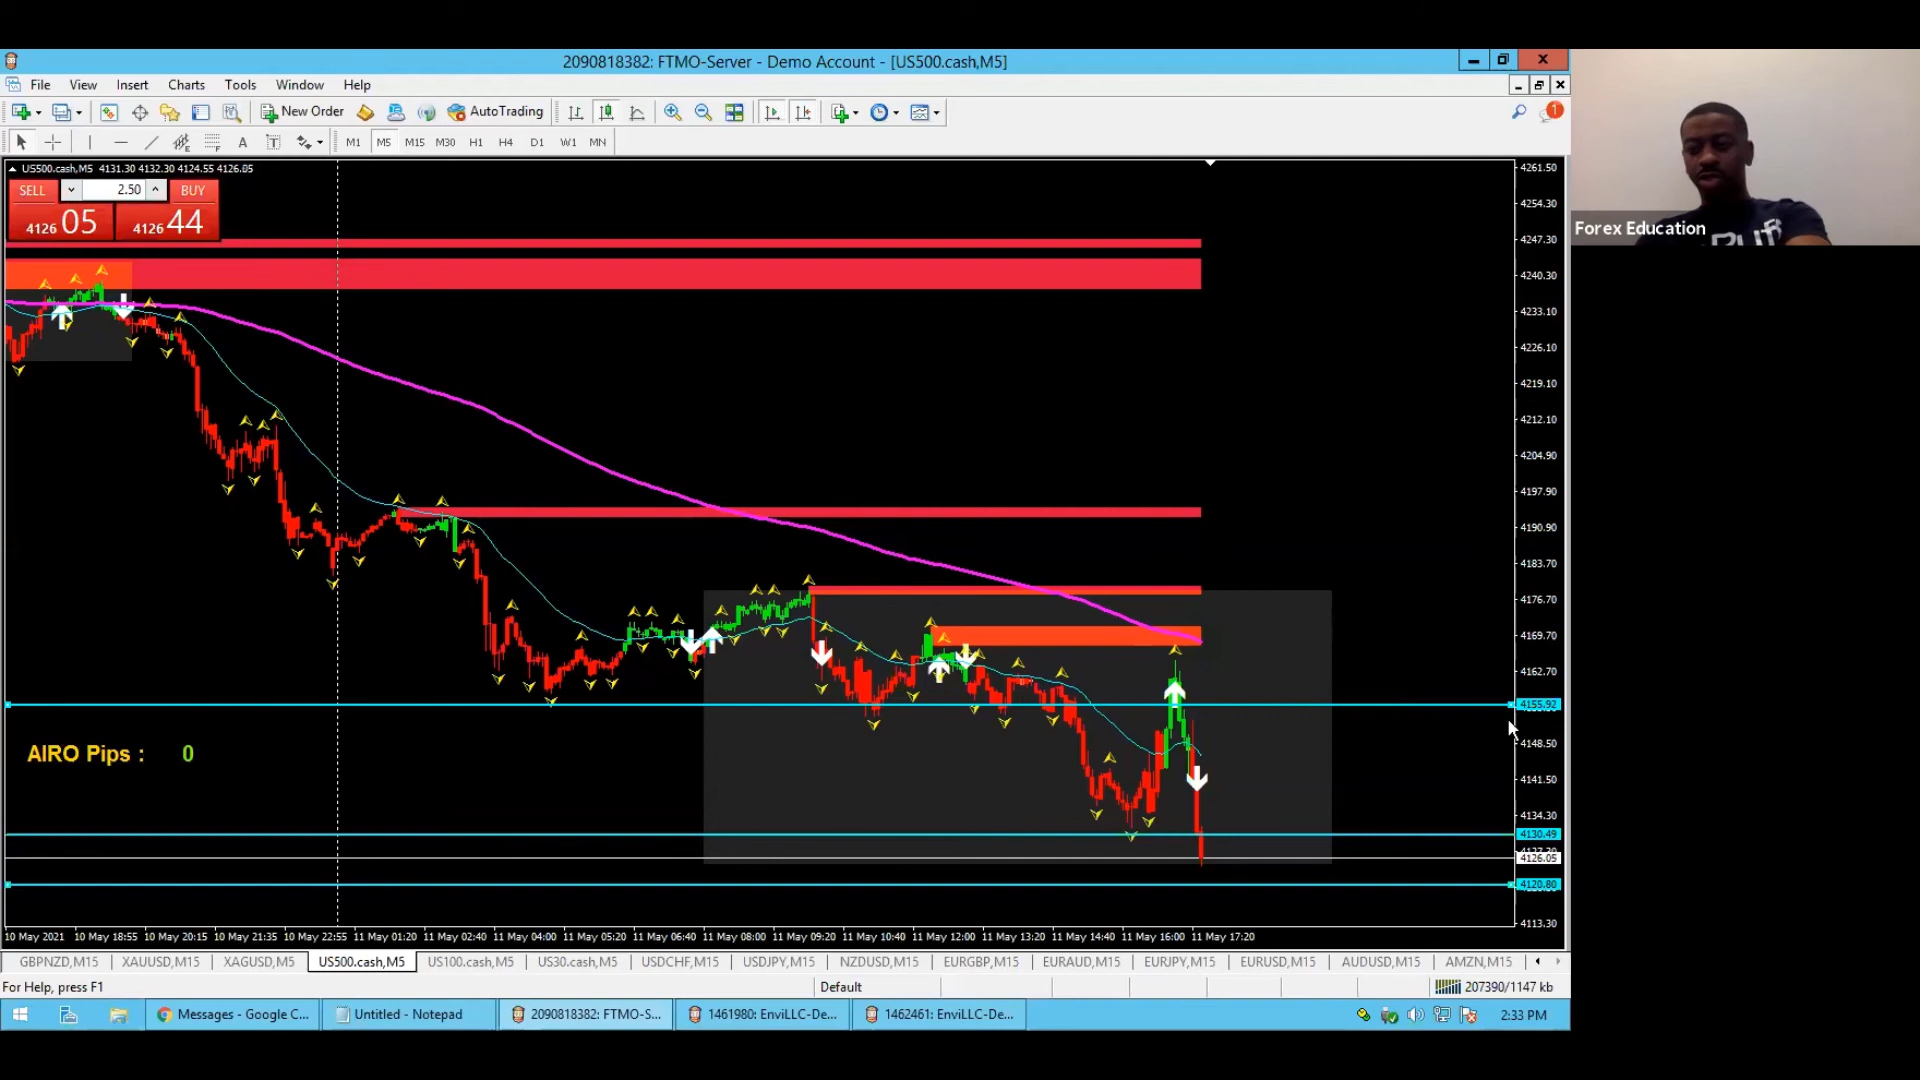 2090818382: FTMO-Server - Demo Account - [US500.cash,M5]
File View Insert Charts Tools Window Help
New Order AutoTrading 1
A T M1 M5 M15 M30 H1 H4 D1 W1 MN
US500.cash,M5 4131.30 4132.30 4124.55 4126.05
SELL 2.50 BUY
4126 05 4126 44
4261.50
4254.30
4247.30
4240.30
4233.10
4226.10
4219.10
4212.10
4204.90
4197.90
4190.90
4183.70
4176.70
4169.70
4162.70
4155.92
4148.50
4141.50
4134.30
4130.49
4126.05
4120.80
4113.30
AIRO Pips : 0
10 May 2021 10 May 18:55 10 May 20:15 10 May 21:35 10 May 22:55 11 May 01:20 11 May 02:40 11 May 04:00 11 May 05:20 11 May 06:40 11 May 08:00 11 May 09:20 11 May 10:40 11 May 12:00 11 May 13:20 11 May 14:40 11 May 16:00 11 May 17:20
GBPNZD,M15 XAUUSD,M15 XAGUSD,M5 US500.cash,M5 US100.cash,M5 US30.cash,M5 USDCHF,M15 USDJPY,M15 NZDUSD,M15 EURGBP,M15 EURAUD,M15 EURJPY,M15 EURUSD,M15 AUDUSD,M15 AMZN,M15
For Help, press F1 Default 207390/1147 kb
Messages - Google C... Untitled - Notepad 2090818382: FTMO-S... 1461980: EnviLLC-De... 1462461: EnviLLC-De... 2:33 PM
Forex Education